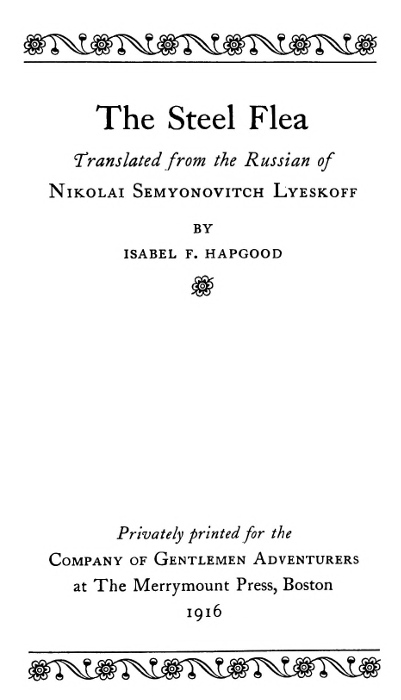 The Steel Flea
Translated from the Russian of
Nikolai Semyonovitch Lyeskoff
BY
ISABEL F. HAPGOOD
Privately printed for the
Company of Gentlemen Adventurers
at The Merrymount Press, Boston
1916